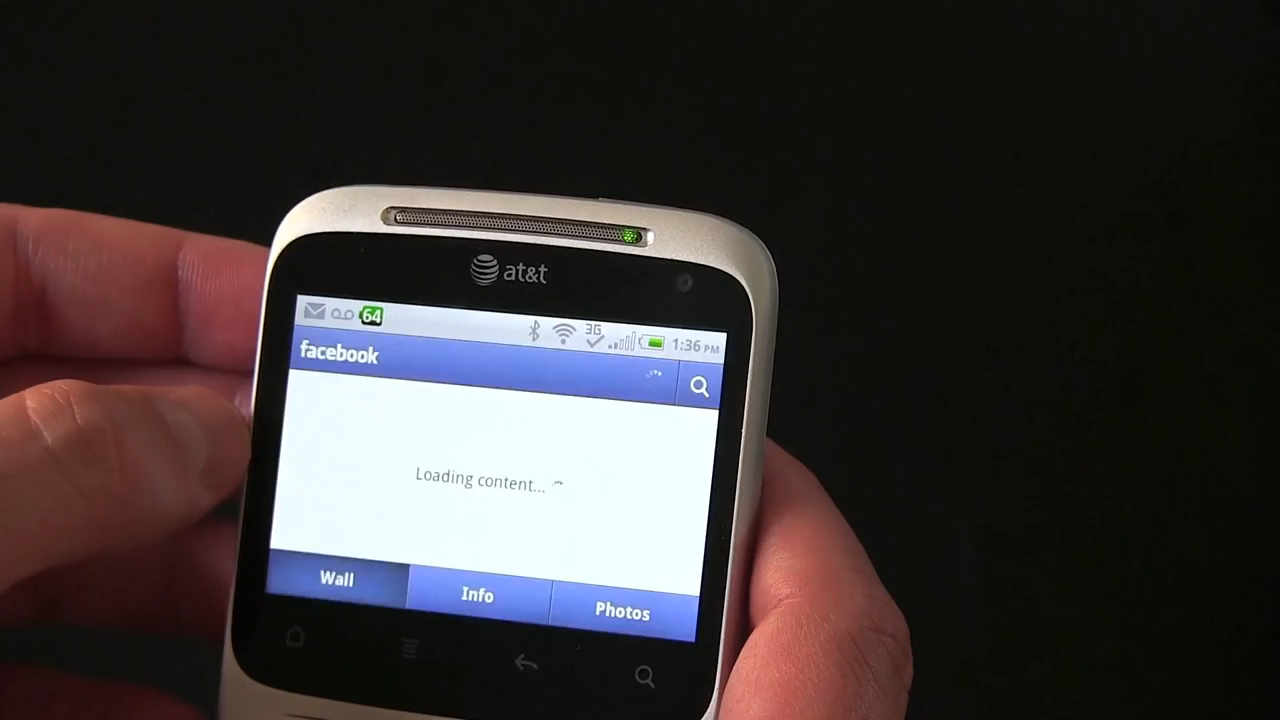 at&t
64
3G
1:36 PM
facebook
Loading content...
Wall
Info
Photos